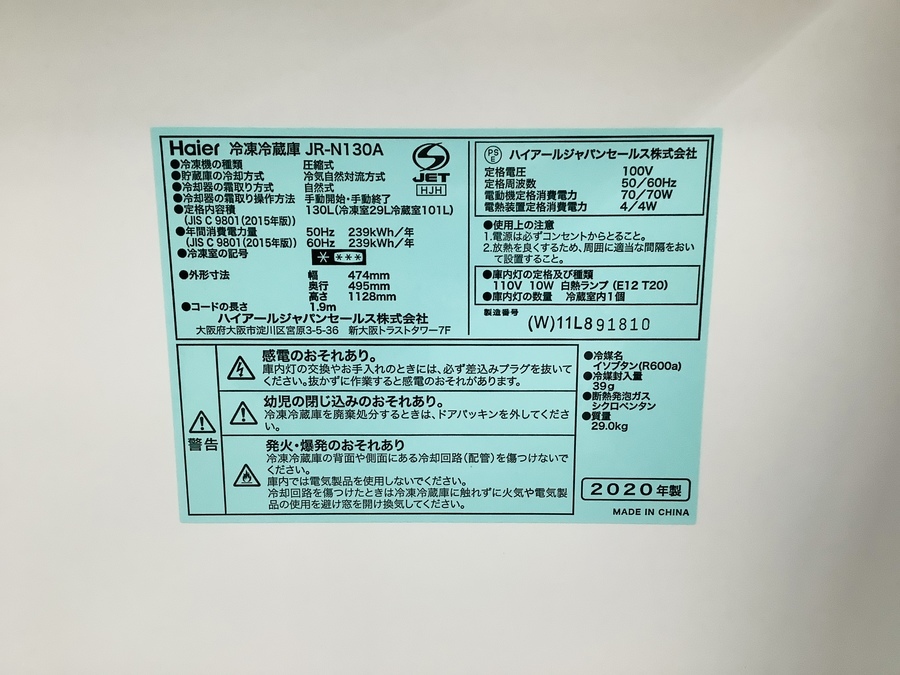 Haier 冷凍冷蔵庫 JR-N130A
●冷凍機の種類 圧縮式
●貯蔵庫の冷却方式 冷気自然対流方式
●冷却器の霜取り方式 自然式
●冷却器の霜取り操作方法 手動開始・手動終了
●定格内容積 130L(冷凍室29L冷蔵室101L)
(JIS C 9801(2015年版))
●年間消費電力量 50Hz 239kWh/年
(JIS C 9801(2015年版)) 60Hz 239kWh/年
●冷凍室の記号
●外形寸法 幅 474mm
奥行 495mm
高さ 1128mm
●コードの長さ 1.9m
ハイアールジャパンセールス株式会社
大阪府大阪市淀川区宮原3-5-36 新大阪トラストタワー7F
JET
HJH
PS
E
ハイアールジャパンセールス株式会社
定格電圧 100V
定格周波数 50/60Hz
電動機定格消費電力 70/70W
電熱装置定格消費電力 4/4W
●使用上の注意
1.電源は必ずコンセントからとること。
2.放熱を良くするため、周囲に適当な間隔をおい
て設置すること。
●庫内灯の定格及び種類
110V 10W 白熱ランプ(E12 T20)
●庫内灯の数量 冷蔵室内1個
製造番号
(W)11L891810
警告
感電のおそれあり。
庫内灯の交換やお手入れのときには、必ず差込みプラグを抜いて
ください。抜かずに作業すると感電のおそれがあります。
幼児の閉じ込みのおそれあり。
冷凍冷蔵庫を廃棄処分するときは、ドアパッキンを外してくださ
い。
発火・爆発のおそれあり
冷凍冷蔵庫の背面や側面にある冷却回路(配管)を傷つけないで
ください。
庫内では電気製品を使用しないでください。
冷却回路を傷つけたときは冷凍冷蔵庫に触れずに火気や電気製
品の使用を避け窓を開け換気してください。
●冷媒名
イソブタン(R600a)
●冷媒封入量
39g
●断熱発泡ガス
シクロペンタン
●質量
29.0kg
2020年製
MADE IN CHINA